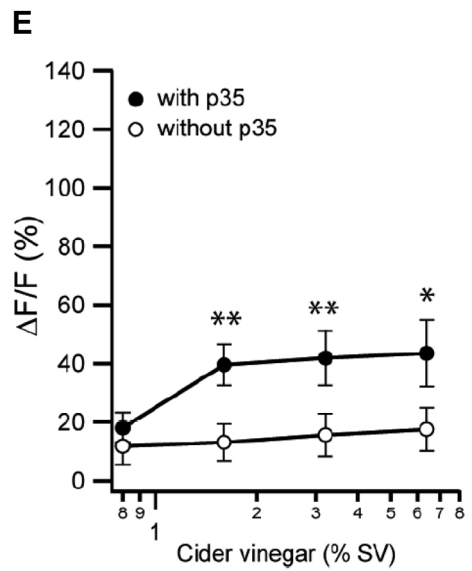 E
140
120
100
80
60
40
20
0
ΔF/F (%)
with p35
without p35
** ** *
8 9 1 2 3 4 5 6 7 8
Cider vinegar (% SV)